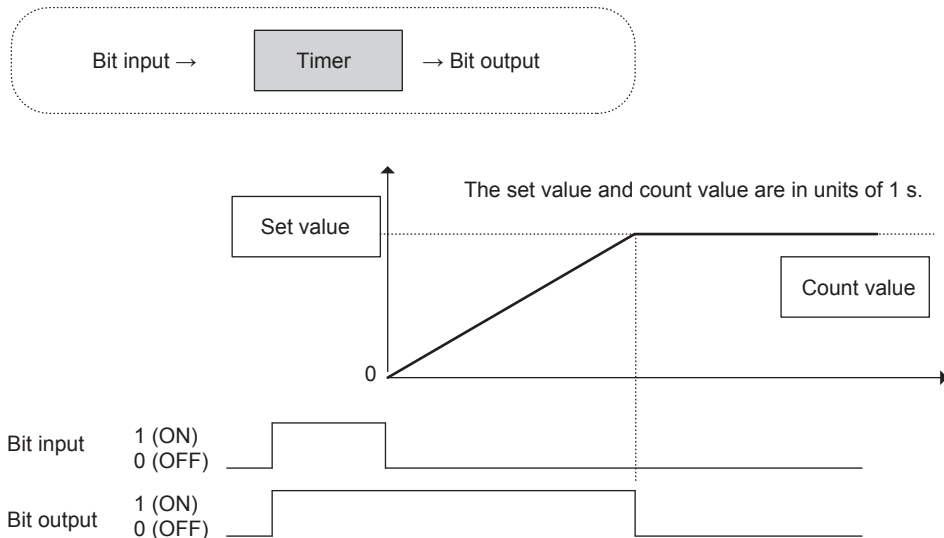 Bit input → Timer → Bit output
The set value and count value are in units of 1 s.
Set value
Count value
0
Bit input 1 (ON)
0 (OFF)
Bit output 1 (ON)
0 (OFF)